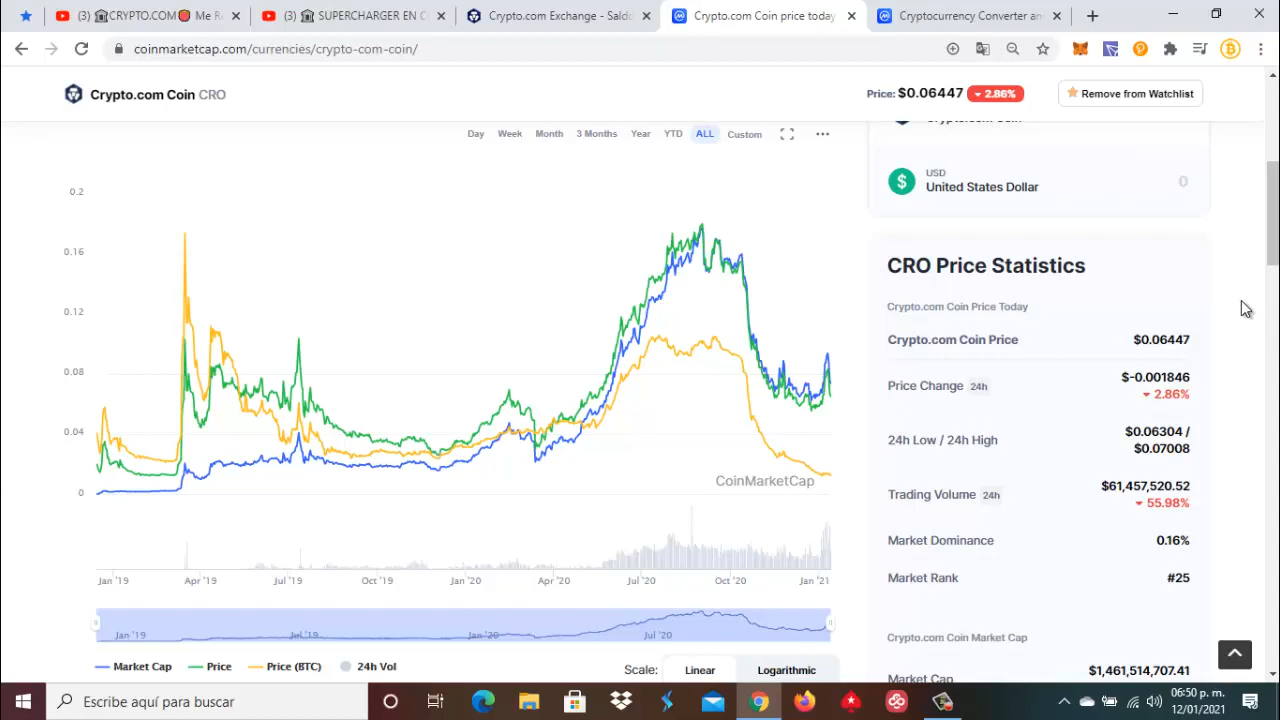 (3) 🏛CRYPTO.COM🔴 Me R
(3) 🏛 SUPERCHARGER EN C
Crypto.com Exchange - Salda
Crypto.com Coin price today
Cryptocurrency Converter an
coinmarketcap.com/currencies/crypto-com-coin/
Crypto.com Coin CRO
Price: $0.06447 2.86%
Remove from Watchlist
Day Week Month 3 Months Year YTD ALL Custom
USD
United States Dollar
0
0.2
0.16
0.12
0.08
0.04
0
CoinMarketCap
Jan '19 Apr '19 Jul '19 Oct '19 Jan '20 Apr '20 Jul '20 Oct '20 Jan '21
Jan '19 Jul '19 Jan '20 Jul '20
Market Cap Price Price (BTC) 24h Vol
Scale: Linear Logarithmic
CRO Price Statistics
Crypto.com Coin Price Today
Crypto.com Coin Price $0.06447
Price Change 24h $-0.001846
2.86%
24h Low / 24h High $0.06304 /
$0.07008
Trading Volume 24h $61,457,520.52
55.98%
Market Dominance 0.16%
Market Rank #25
Crypto.com Coin Market Cap
Market Cap $1,461,514,707.41
Escribe aquí para buscar
06:50 p. m.
12/01/2021